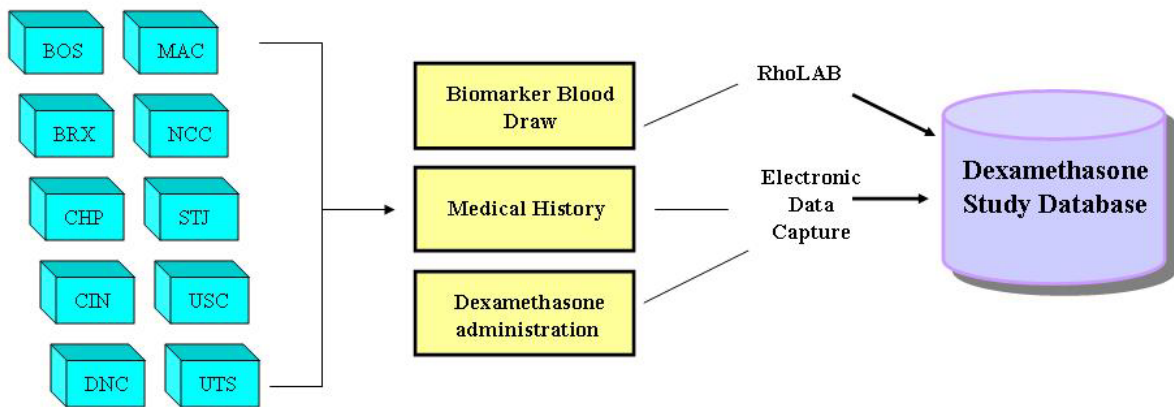 BOS
MAC
BRX
NCC
CHP
STJ
CIN
USC
DNC
UTS
Biomarker Blood
Draw
Medical History
Dexamethasone
administration
RhoLAB
Electronic
Data
Capture
Dexamethasone
Study Database